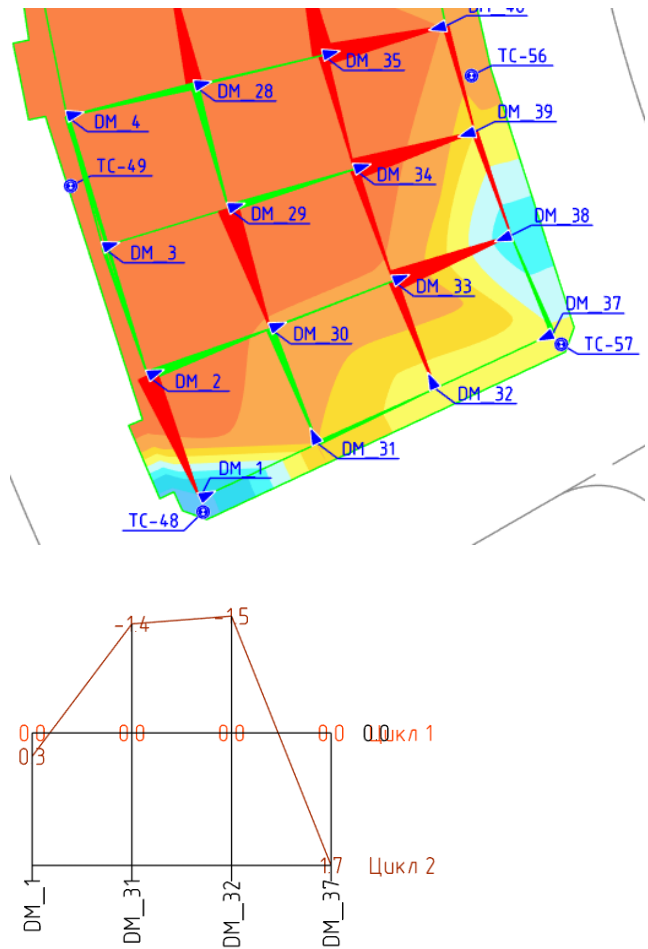 DM_40
TC-56
DM_35
DM_28
DM_4
DM_39
TC-49
DM_34
DM_29
DM_38
DM_3
DM_33
DM_37
DM_30
TC-57
DM_2
DM_32
DM_31
DM_1
TC-48
-1.4
-1.5
0.0 0.0 0.0 0.0 0.0 Цикл 1
0.3
1.7 Цикл 2
DM_1
DM_31
DM_32
DM_37